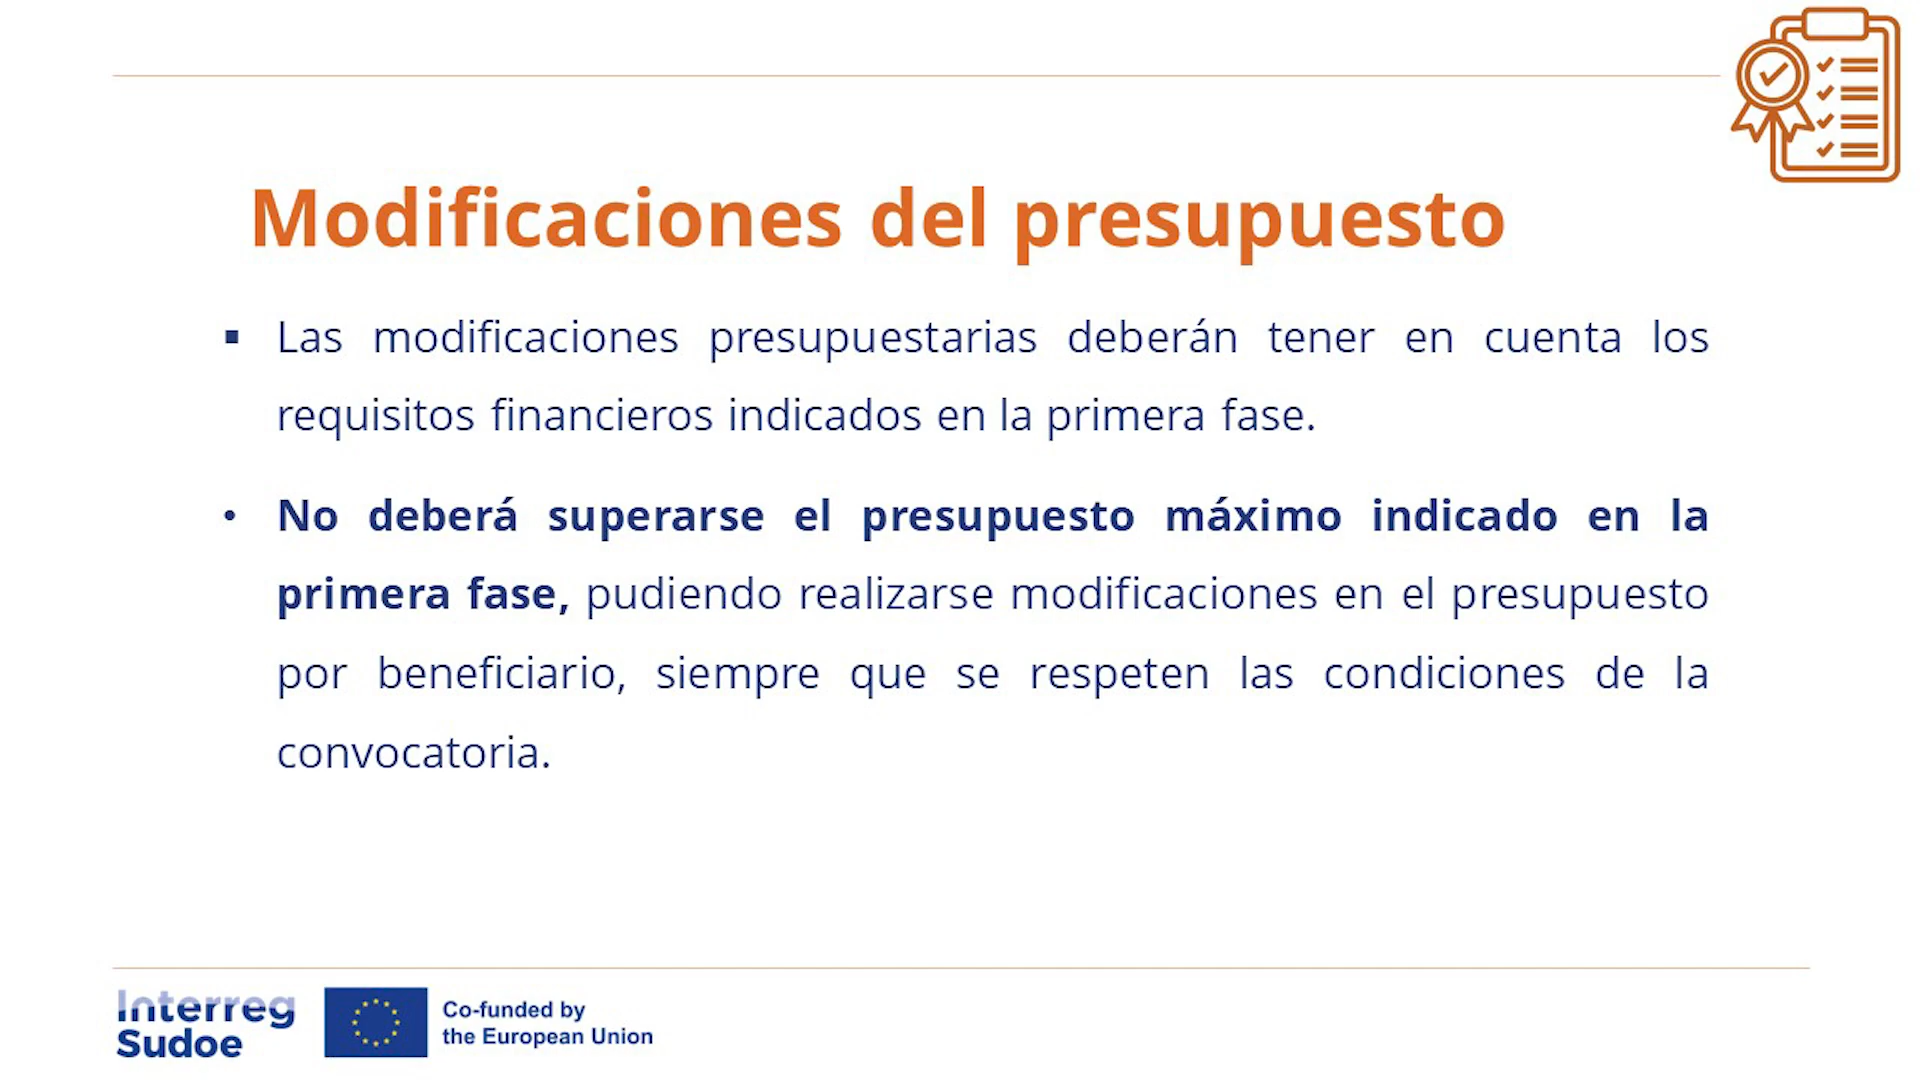 Modificaciones del presupuesto
▪ Las modificaciones presupuestarias deberán tener en cuenta los
requisitos financieros indicados en la primera fase.
• No deberá superarse el presupuesto máximo indicado en la
primera fase, pudiendo realizarse modificaciones en el presupuesto
por beneficiario, siempre que se respeten las condiciones de la
convocatoria.
Interreg
Sudoe
Co-funded by
the European Union